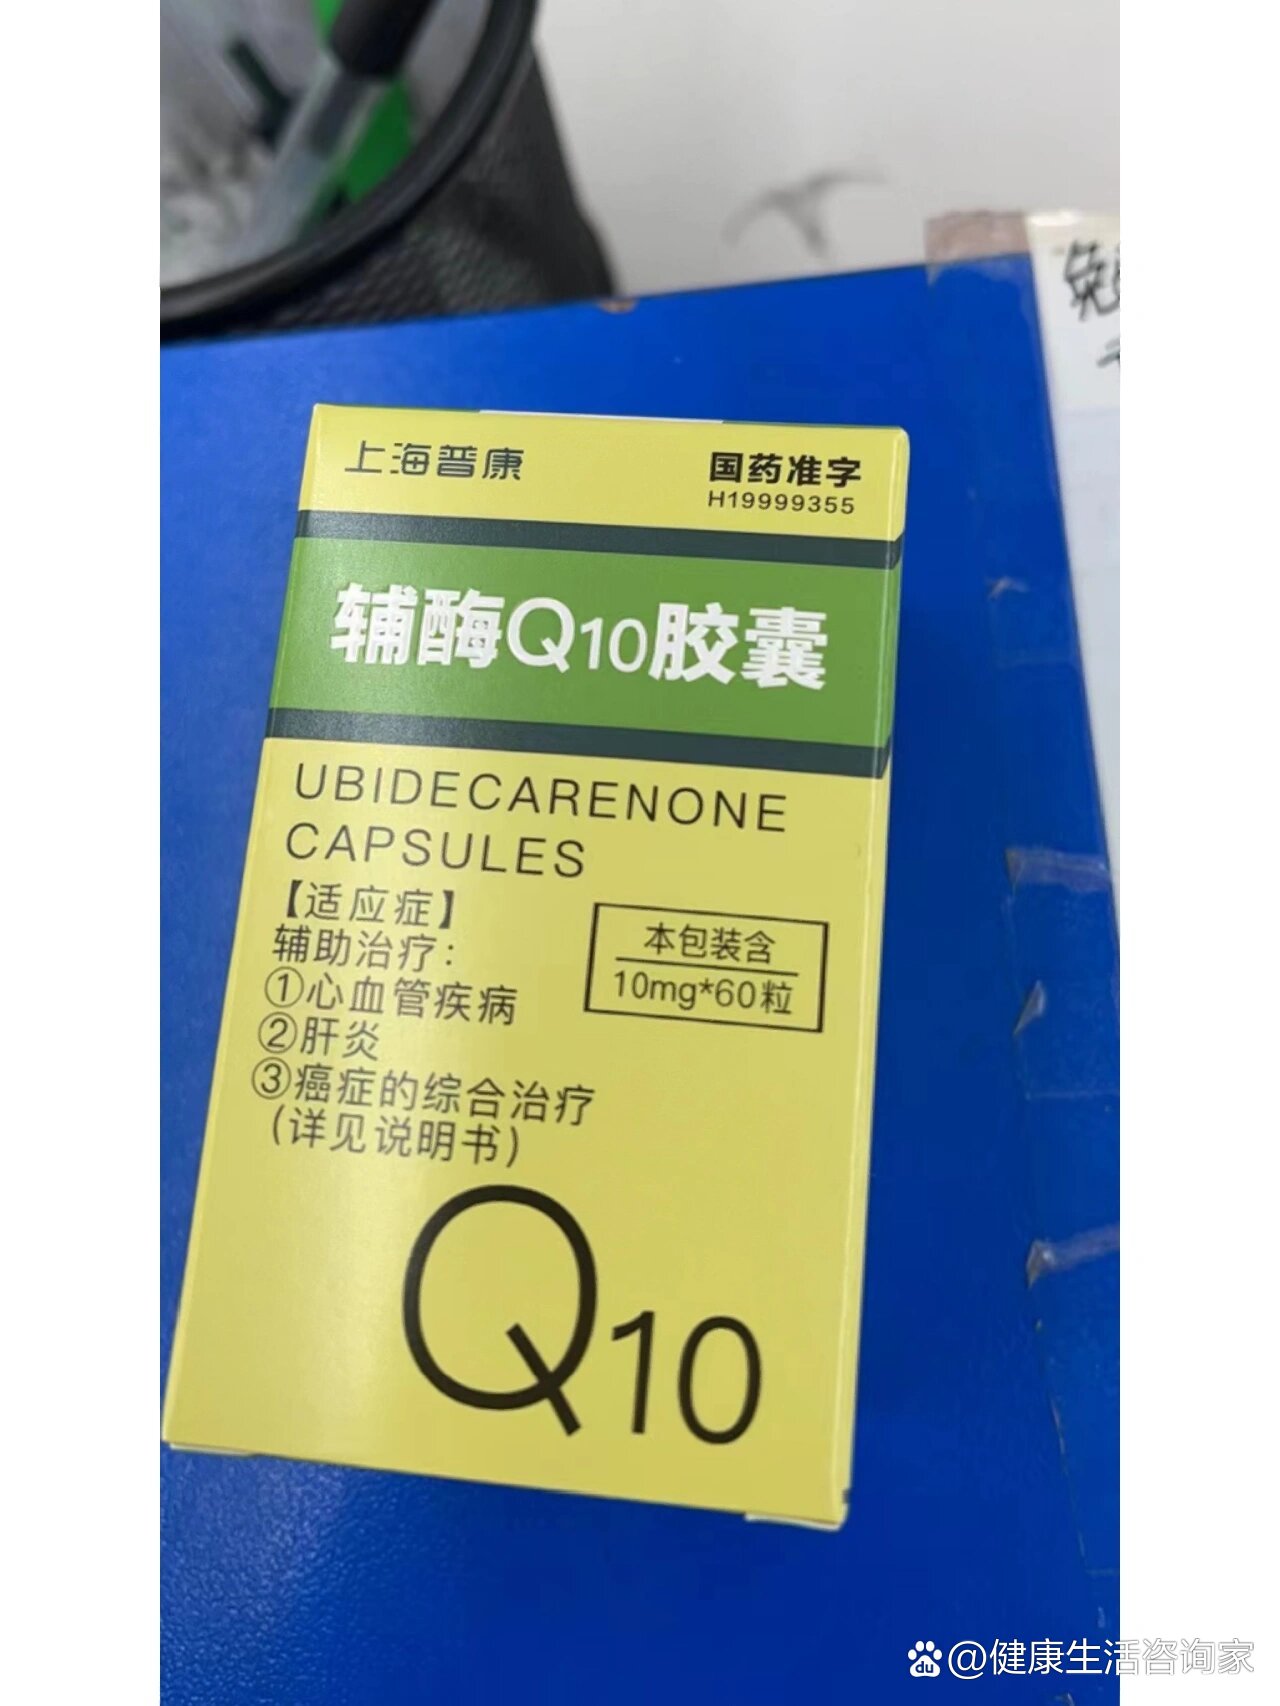 上海普康
国药准字
H19999355
辅酶Q10胶囊
UBIDECARENONE
CAPSULES
【适应症】
辅助治疗：
①心血管疾病
②肝炎
③癌症的综合治疗
（详见说明书）
本包装含
10mg*60粒
Q10
免
du
@健康生活咨询家